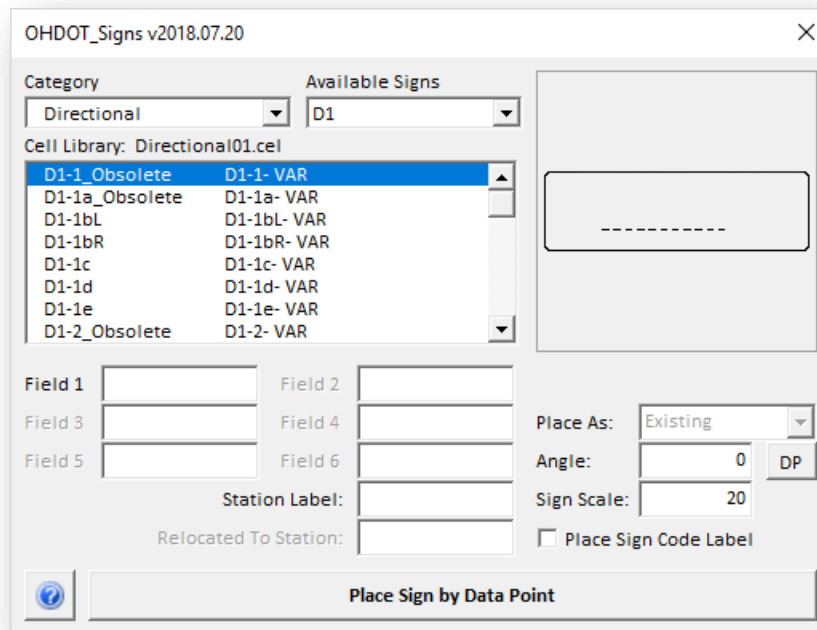 OHDOT_Signs v2018.07.20
Category Available Signs
Directional D1
Cell Library: Directional01.cel
D1-1_Obsolete D1-1- VAR
D1-1a_Obsolete D1-1a- VAR
D1-1bL D1-1bL- VAR
D1-1bR D1-1bR- VAR
D1-1c D1-1c- VAR
D1-1d D1-1d- VAR
D1-1e D1-1e- VAR
D1-2_Obsolete D1-2- VAR
Field 1 Field 2
Field 3 Field 4 Place As: Existing
Field 5 Field 6 Angle: 0 DP
Station Label: Sign Scale: 20
Relocated To Station: Place Sign Code Label
? Place Sign by Data Point